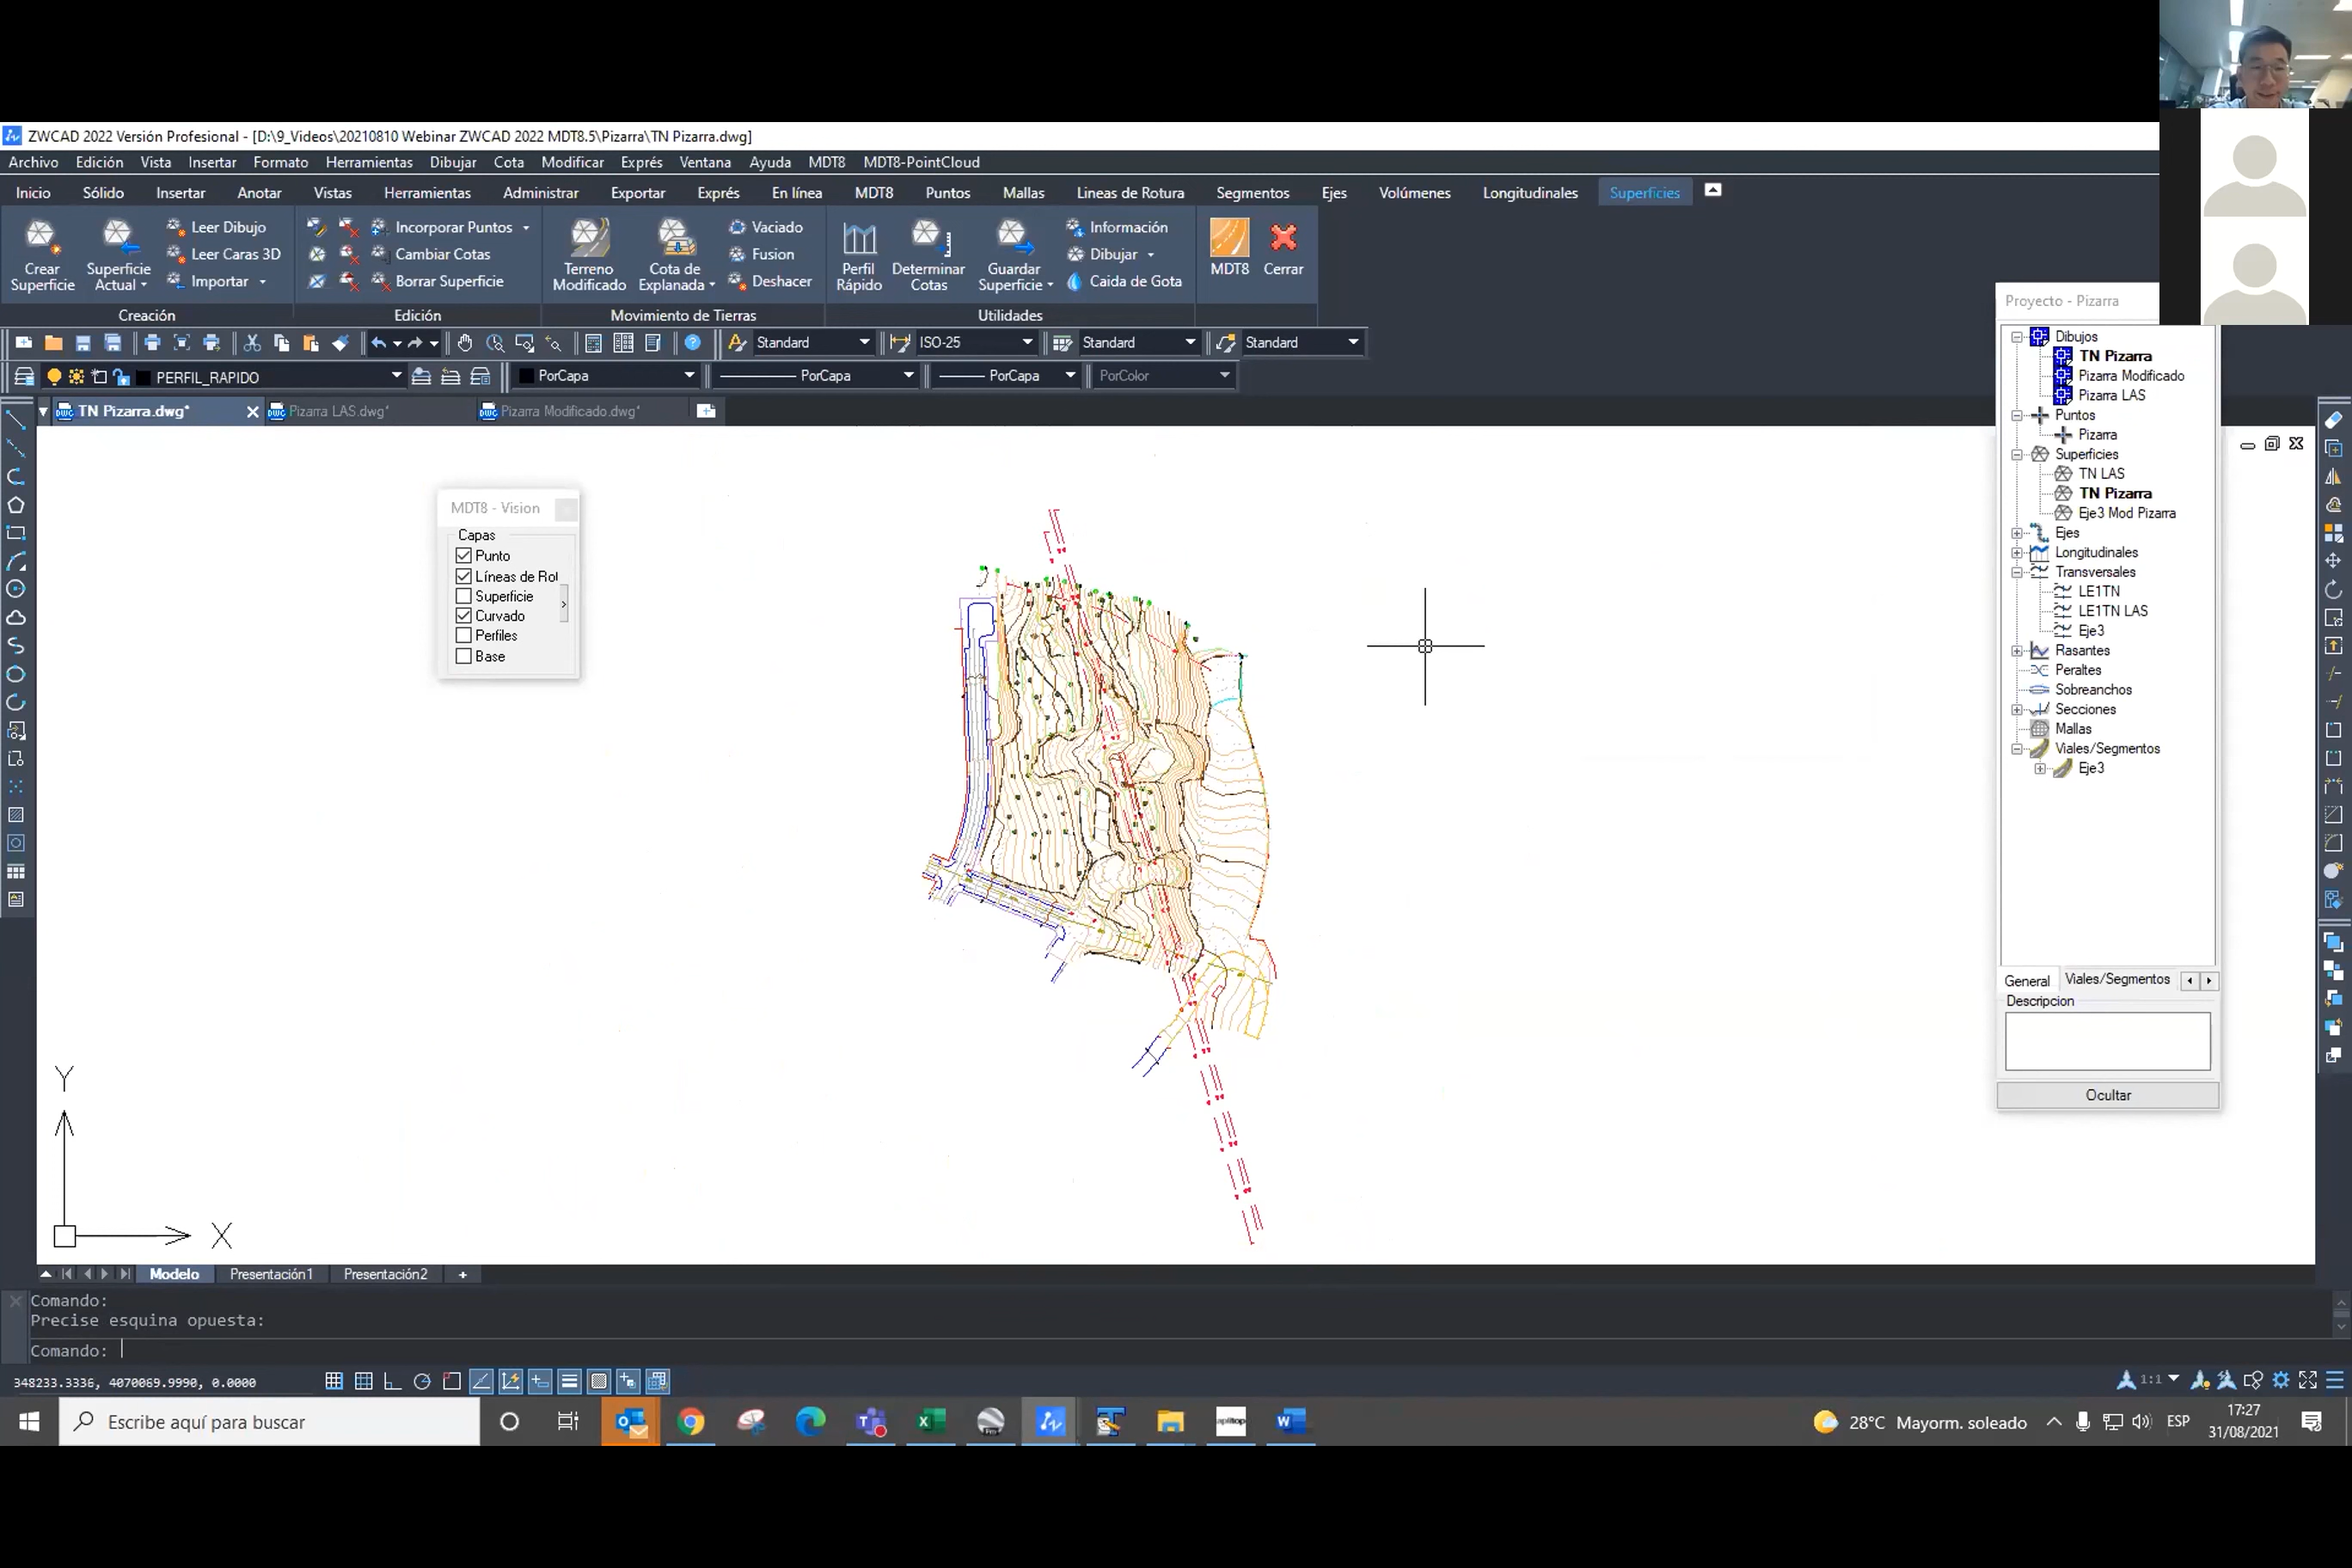 ZWCAD 2022 Versión Profesional - [D:\9_Videos\20210810 Webinar ZWCAD 2022 MDT8.5\Pizarra\TN Pizarra.dwg]
Archivo Edición Vista Insertar Formato Herramientas Dibujar Cota Modificar Exprés Ventana Ayuda MDT8 MDT8-PointCloud
Inicio Sólido Insertar Anotar Vistas Herramientas Administrar Exportar Exprés En línea MDT8 Puntos Mallas Lineas de Rotura Segmentos Ejes Volúmenes Longitudinales Superficies
Crear Superficie
Superficie Actual
Leer Dibujo
Leer Caras 3D
Importar
Creación
Incorporar Puntos
Cambiar Cotas
Borrar Superficie
Edición
Terreno Modificado
Cota de Explanada
Vaciado
Fusion
Deshacer
Movimiento de Tierras
Perfil Rápido
Determinar Cotas
Guardar Superficie
Información
Dibujar
Caida de Gota
Utilidades
MDT8
Cerrar
Standard ISO-25 Standard Standard
PERFIL_RAPIDO PorCapa PorCapa PorCapa PorColor
TN Pizarra.dwg* Pizarra LAS.dwg* Pizarra Modificado.dwg*
MDT8 - Vision
Capas
Punto
Líneas de Rot
Superficie
Curvado
Perfiles
Base
Proyecto - Pizarra
Dibujos
TN Pizarra
Pizarra Modificado
Pizarra LAS
Puntos
Pizarra
Superficies
TN LAS
TN Pizarra
Eje3 Mod Pizarra
Ejes
Longitudinales
Transversales
LE1TN
LE1TN LAS
Eje3
Rasantes
Peraltes
Sobreanchos
Secciones
Mallas
Viales/Segmentos
Eje3
General Viales/Segmentos
Descripcion
Ocultar
Y
X
Modelo Presentación1 Presentación2 +
Comando:
Precise esquina opuesta:
Comando:
348233.3336, 4070069.9990, 0.0000
1:1
Escribe aquí para buscar
28°C Mayorm. soleado
ESP
17:27
31/08/2021